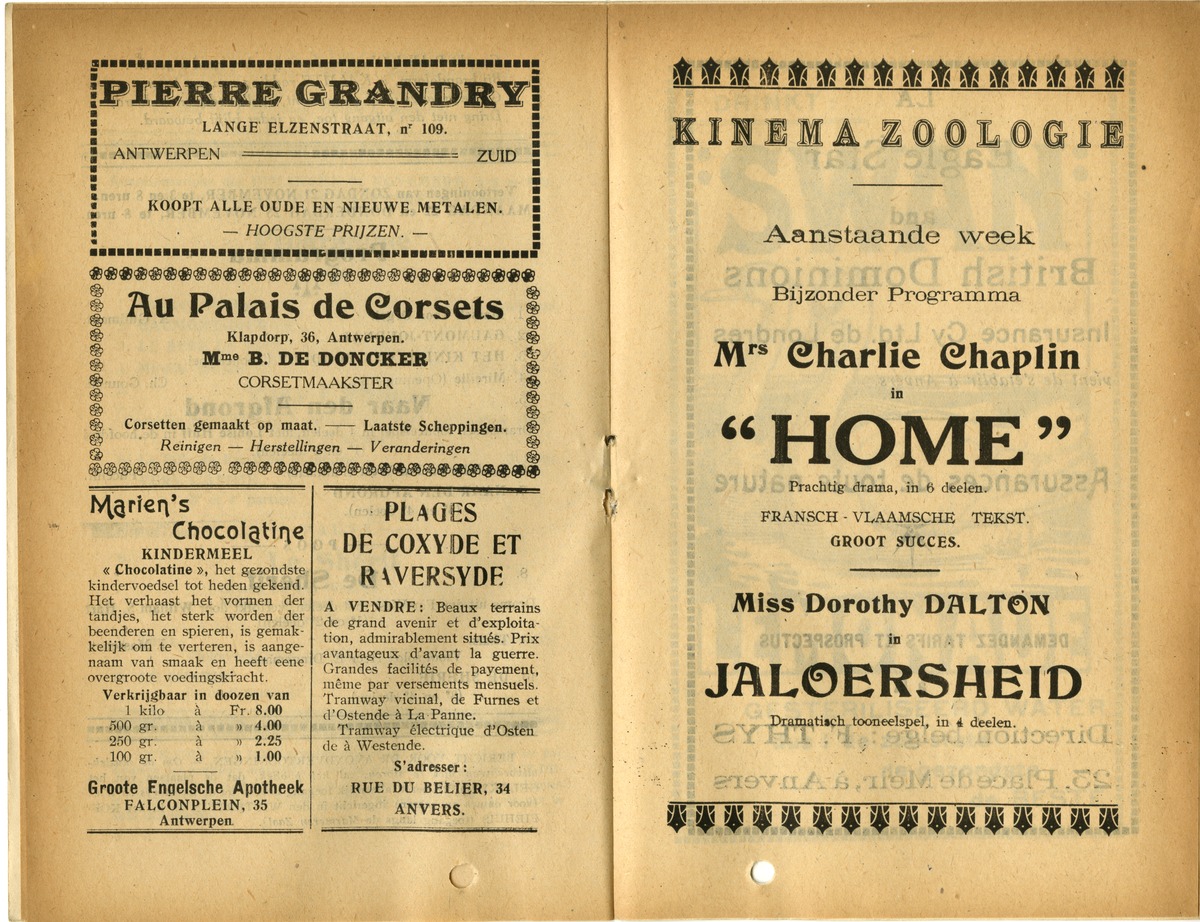 PIERRE GRANDRY
LANGE ELZENSTRAAT, nr 109.
ANTWERPEN ZUID
KOOPT ALLE OUDE EN NIEUWE METALEN.
— HOOGSTE PRIJZEN. —
Au Palais de Corsets
Klapdorp, 36, Antwerpen.
Mme B. DE DONCKER
CORSETMAAKSTER
Corsetten gemaakt op maat. — Laatste Scheppingen.
Reinigen — Herstellingen — Veranderingen
Marien's
Chocolatine
KINDERMEEL
« Chocolatine », het gezondste
kindervoedsel tot heden gekend.
Het verhaast het vormen der
tandjes, het sterk worden der
beenderen en spieren, is gemak-
kelijk om te verteren, is aange-
naam van smaak en heeft eene
overgroote voedingskracht.
Verkrijgbaar in doozen van
1 kilo à Fr. 8.00
500 gr. à » 4.00
250 gr. à » 2.25
100 gr. à » 1.00
Groote Engelsche Apotheek
FALCONPLEIN, 35
Antwerpen
PLAGES
DE COXYDE ET
RAVERSYDE
A VENDRE: Beaux terrains
de grand avenir et d'exploita-
tion, admirablement situés. Prix
avantageux d'avant la guerre.
Grandes facilités de payement,
même par versements mensuels.
Tramway vicinal, de Furnes et
d'Ostende à La Panne.
Tramway électrique d'Osten
de à Westende.
S'adresser:
RUE DU BELIER, 34
ANVERS.
KINEMA ZOOLOGIE
Aanstaande week
Bijzonder Programma
Mrs Charlie Chaplin
in
“HOME”
Prachtig drama, in 6 deelen.
FRANSCH - VLAAMSCHE TEKST.
GROOT SUCCES.
Miss Dorothy DALTON
in
JALOERSHEID
Dramatisch tooneelspel, in 4 deelen.